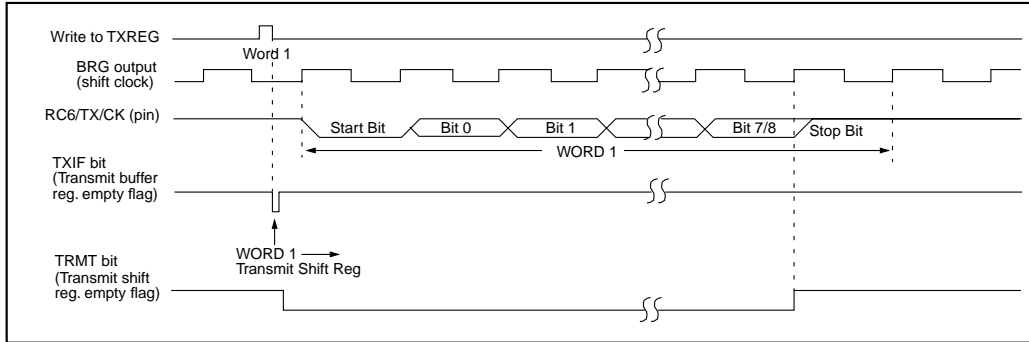 Write to TXREG
Word 1
BRG output
(shift clock)
RC6/TX/CK (pin)
Start Bit
Bit 0
Bit 1
Bit 7/8
Stop Bit
WORD 1
TXIF bit
(Transmit buffer
reg. empty flag)
WORD 1
Transmit Shift Reg
TRMT bit
(Transmit shift
reg. empty flag)